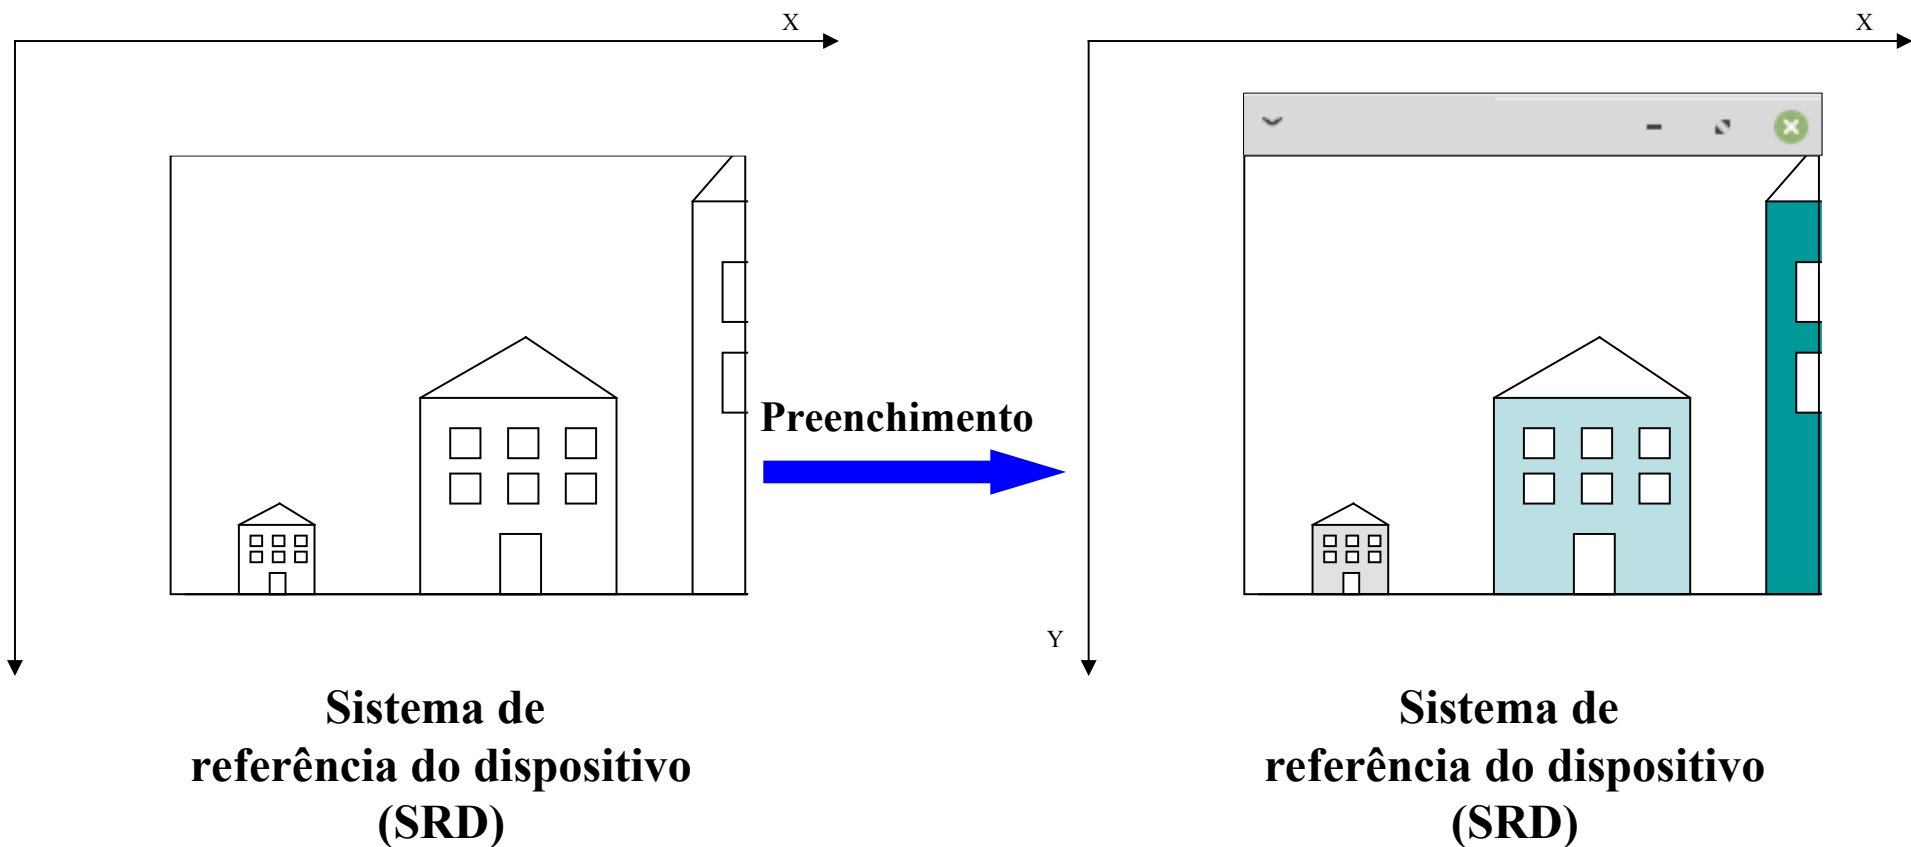 X
X
Preenchimento
Y
Sistema de
referência do dispositivo
(SRD)
Sistema de
referência do dispositivo
(SRD)